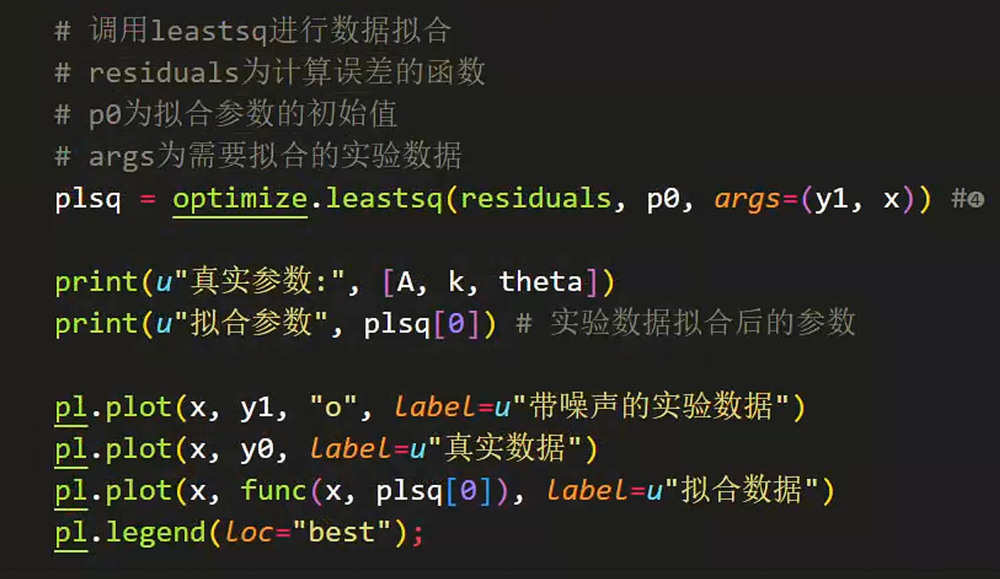 # 调用leastsq进行数据拟合
# residuals为计算误差的函数
# p0为拟合参数的初始值
# args为需要拟合的实验数据
plsq = optimize.leastsq(residuals, p0, args=(y1, x)) #❹
print(u"真实参数:", [A, k, theta])
print(u"拟合参数", plsq[0]) # 实验数据拟合后的参数
pl.plot(x, y1, "o", label=u"带噪声的实验数据")
pl.plot(x, y0, label=u"真实数据")
pl.plot(x, func(x, plsq[0]), label=u"拟合数据")
pl.legend(loc="best");